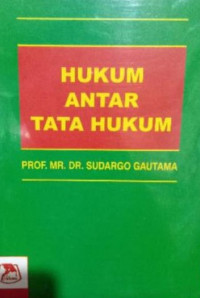 HUKUM
ANTAR
TATA HUKUM
PROF. MR. DR. SUDARGO GAUTAMA